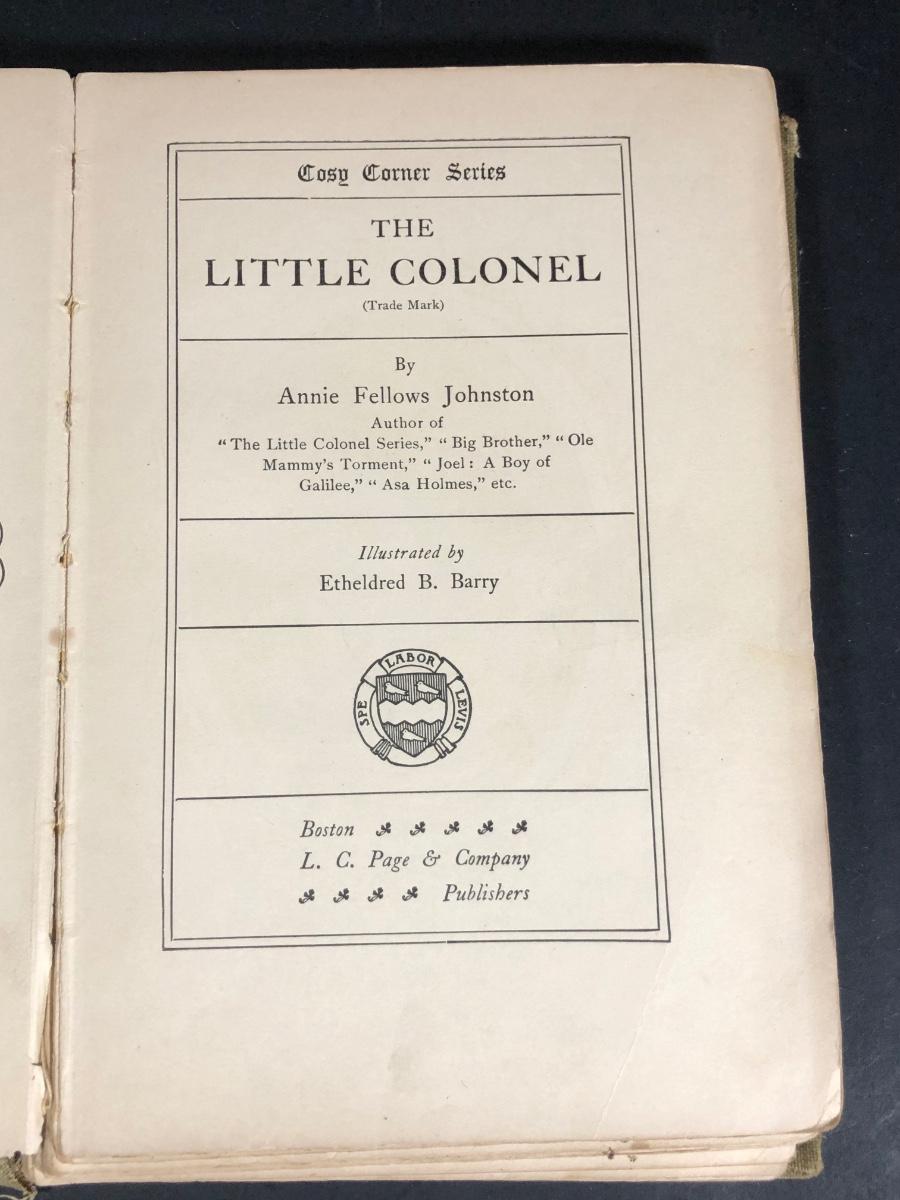 Cosy Corner Series
THE
LITTLE COLONEL
(Trade Mark)
By
Annie Fellows Johnston
Author of
“The Little Colonel Series,” “Big Brother,” “Ole
Mammy’s Torment,” “Joel: A Boy of
Galilee,” “Asa Holmes,” etc.
Illustrated by
Etheldred B. Barry
SPE LABOR LEVIS
Boston
L. C. Page & Company
Publishers